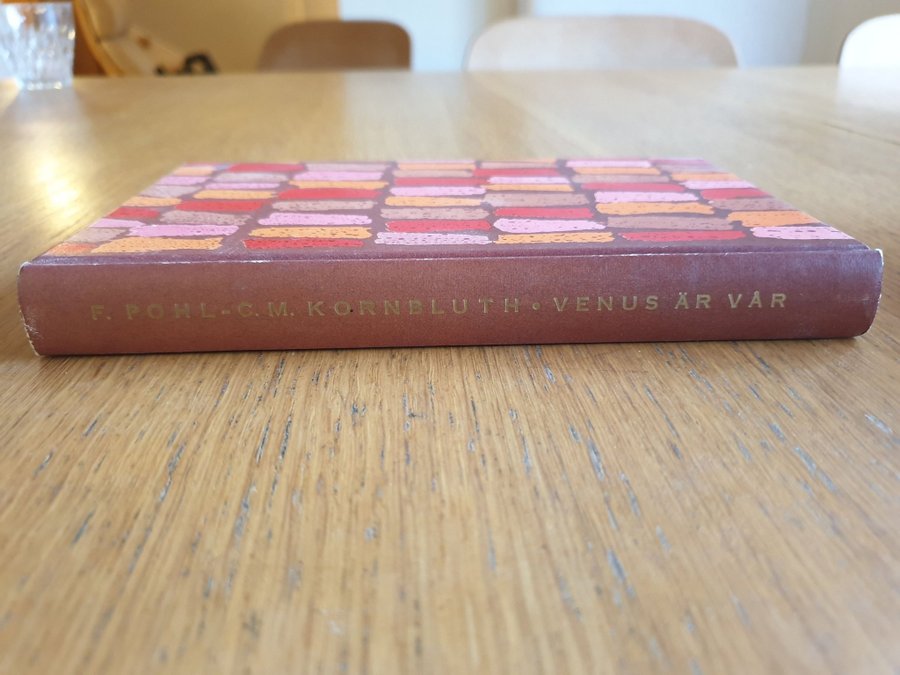 F. POHL-C.M. KORNBLUTH • VENUS ÄR VÅR